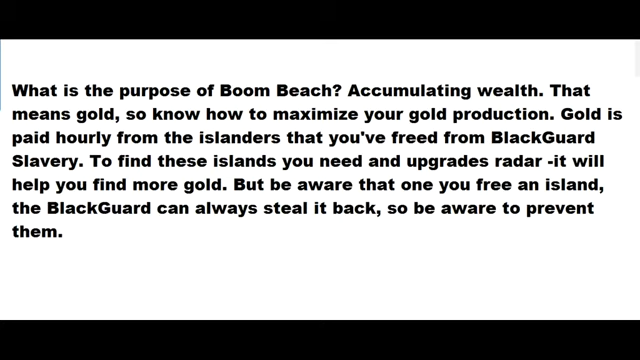 What is the purpose of Boom Beach? Accumulating wealth. That
means gold, so know how to maximize your gold production. Gold is
paid hourly from the islanders that you've freed from BlackGuard
Slavery. To find these islands you need and upgrades radar -it will
help you find more gold. But be aware that one you free an island,
the BlackGuard can always steal it back, so be aware to prevent
them.